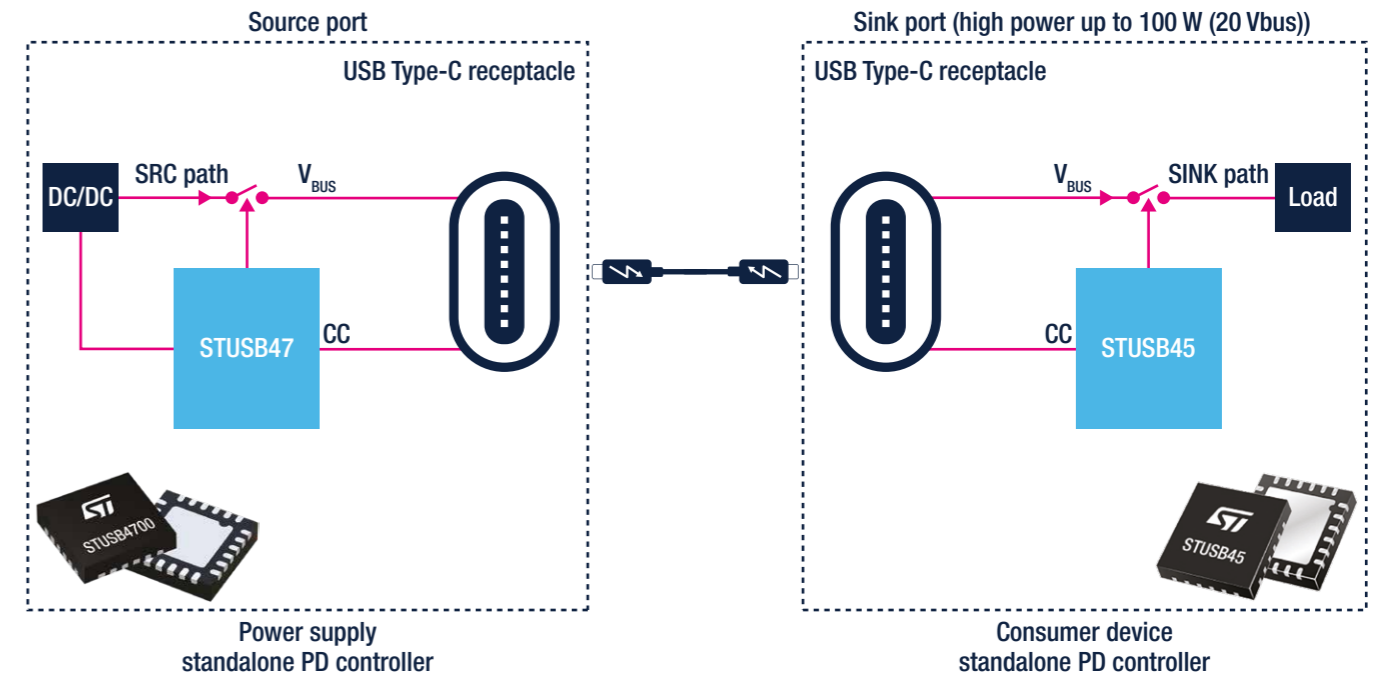 Source port
Sink port (high power up to 100 W (20 Vbus))
USB Type-C receptacle
USB Type-C receptacle
SRC path
VBUS
DC/DC
VBUS
SINK path
Load
STUSB47
CC
CC
STUSB45
ST
STUSB4700
ST
STUSB45
Power supply
standalone PD controller
Consumer device
standalone PD controller